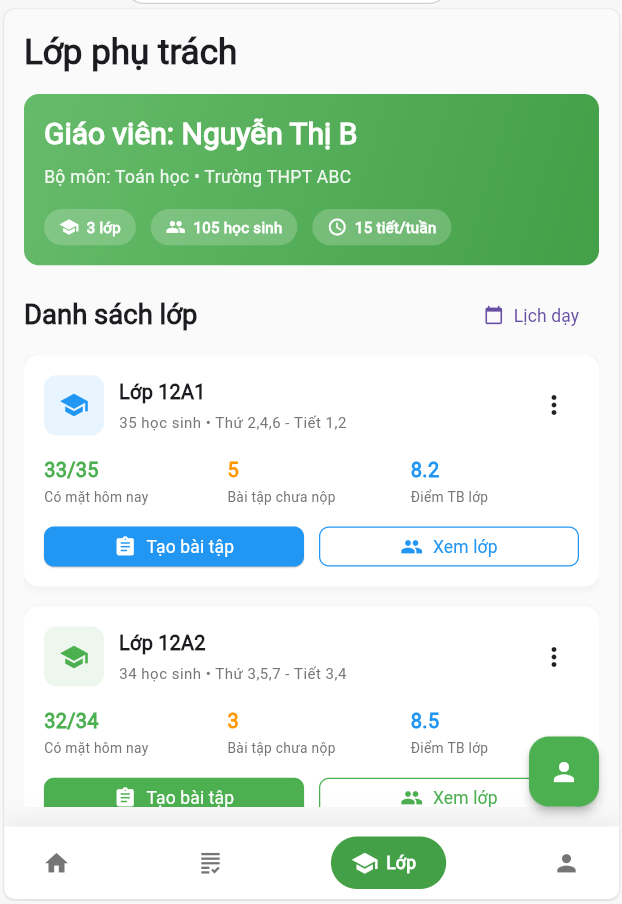 Lớp phụ trách
Giáo viên: Nguyễn Thị B
Bộ môn: Toán học • Trường THPT ABC
3 lớp
105 học sinh
15 tiết/tuần
Danh sách lớp
Lịch dạy
Lớp 12A1
35 học sinh • Thứ 2,4,6 - Tiết 1,2
33/35
5
8.2
Có mặt hôm nay
Bài tập chưa nộp
Điểm TB lớp
Tạo bài tập
Xem lớp
Lớp 12A2
34 học sinh • Thứ 3,5,7 - Tiết 3,4
32/34
3
8.5
Có mặt hôm nay
Bài tập chưa nộp
Điểm TB lớp
Tạo bài tập
Xem lớp
Lớp